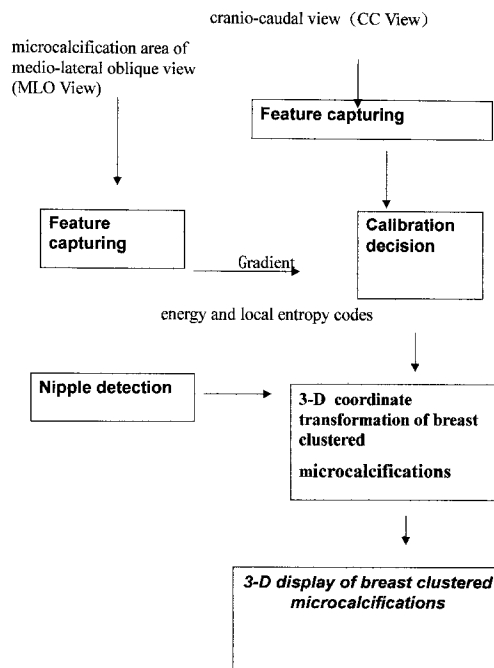 cranio-caudal view（CC View）
microcalcification area of
medio-lateral oblique view
(MLO View)
Feature capturing
Feature
capturing
Calibration
decision
Gradient
energy and local entropy codes
Nipple detection
3-D coordinate
transformation of breast
clustered
microcalcifications
3-D display of breast clustered
microcalcifications